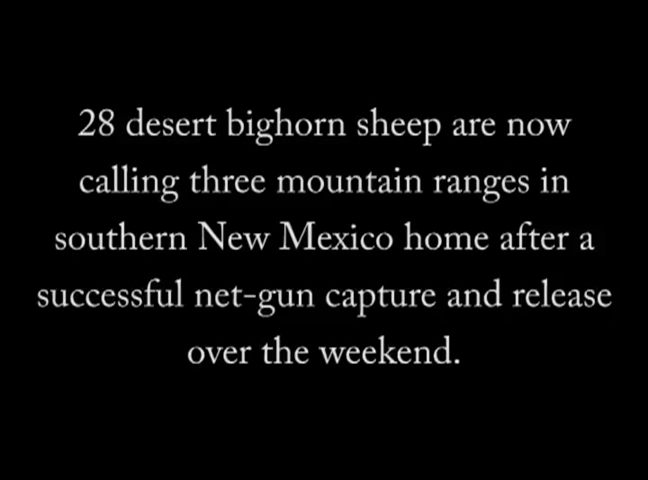 28 desert bighorn sheep are now
calling three mountain ranges in
southern New Mexico home after a
successful net-gun capture and release
over the weekend.